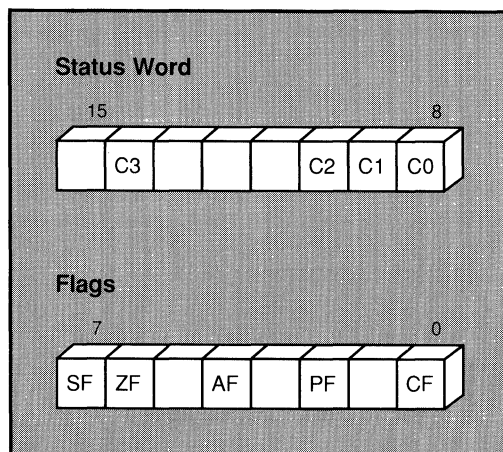 Status Word
15 8
C3 C2 C1 C0
Flags
7 0
SF ZF AF PF CF